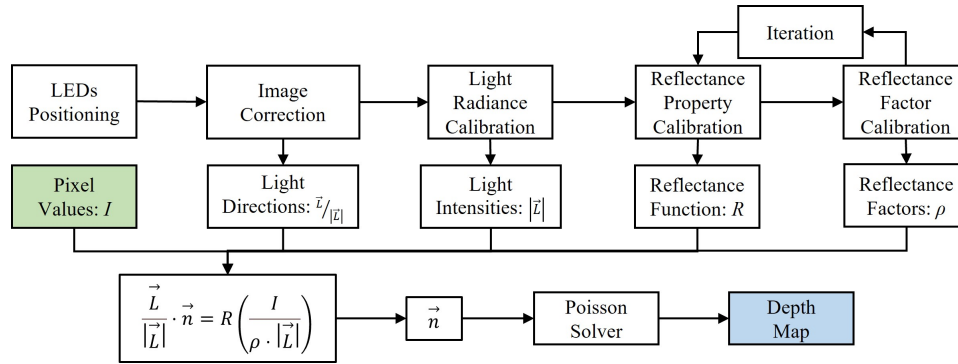 Iteration
LEDs
Positioning
Image
Correction
Light
Radiance
Calibration
Reflectance
Property
Calibration
Reflectance
Factor
Calibration
Pixel
Values: I
Light
Directions: L⃗/|L⃗|
Light
Intensities: |L⃗|
Reflectance
Function: R
Reflectance
Factors: ρ
L⃗/|L⃗| · n⃗ = R(I/(ρ · |L⃗|))
n⃗
Poisson
Solver
Depth
Map